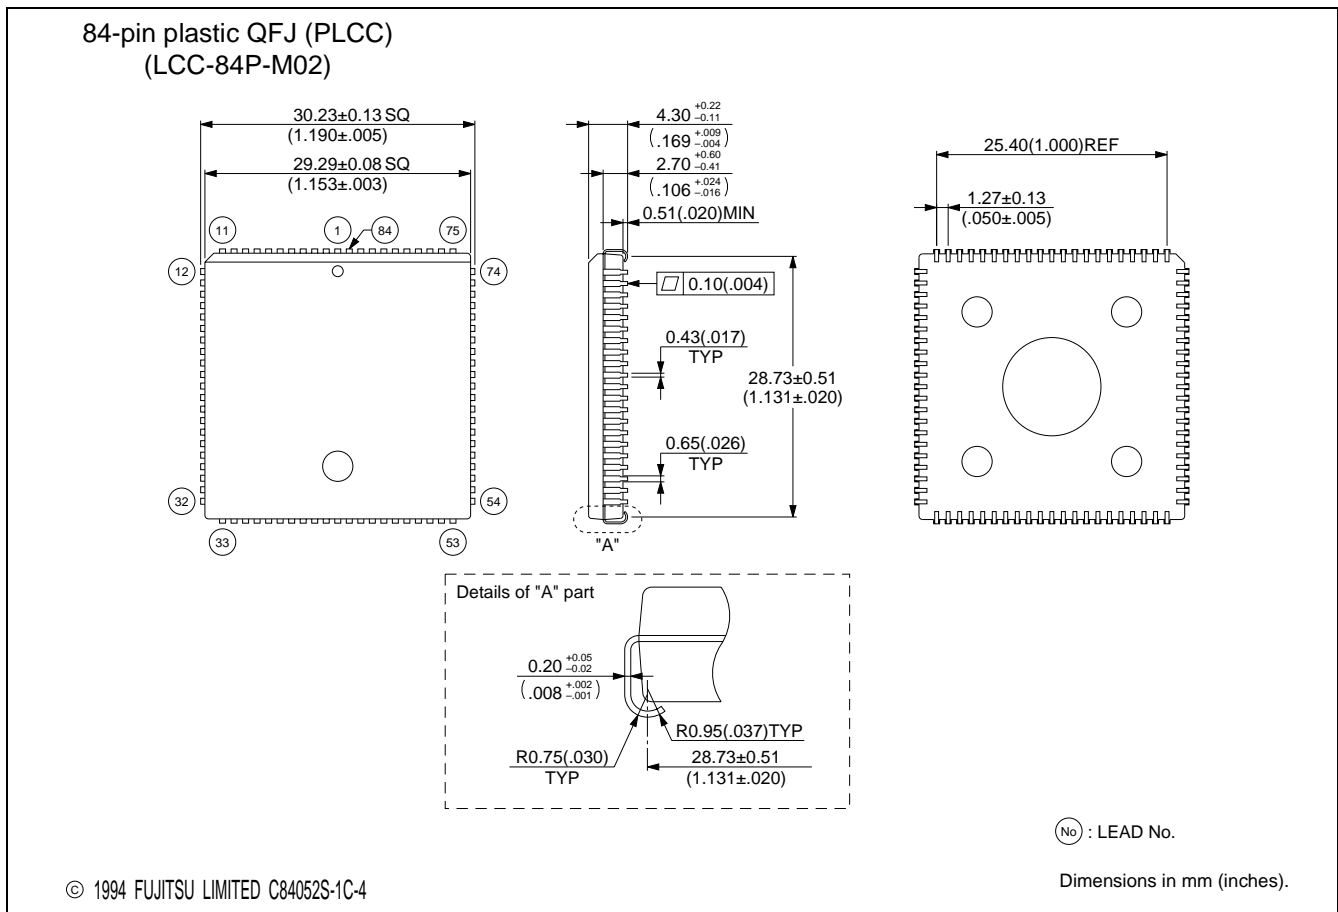 84-pin plastic QFJ (PLCC)
(LCC-84P-M02)
30.23±0.13 SQ
(1.190±.005)
29.29±0.08 SQ
(1.153±.003)
11
1
84
75
12
74
32
54
33
53
4.30 +0.22 –0.11
(.169 +.009 –.004)
2.70 +0.60 –0.41
(.106 +.024 –.016)
0.51(.020)MIN
0.10(.004)
0.43(.017)
TYP
28.73±0.51
(1.131±.020)
0.65(.026)
TYP
"A"
25.40(1.000)REF
1.27±0.13
(.050±.005)
Details of "A" part
0.20 +0.05 –0.02
(.008 +.002 –.001)
R0.95(.037)TYP
R0.75(.030)
TYP
28.73±0.51
(1.131±.020)
No : LEAD No.
© 1994 FUJITSU LIMITED C84052S-1C-4
Dimensions in mm (inches).